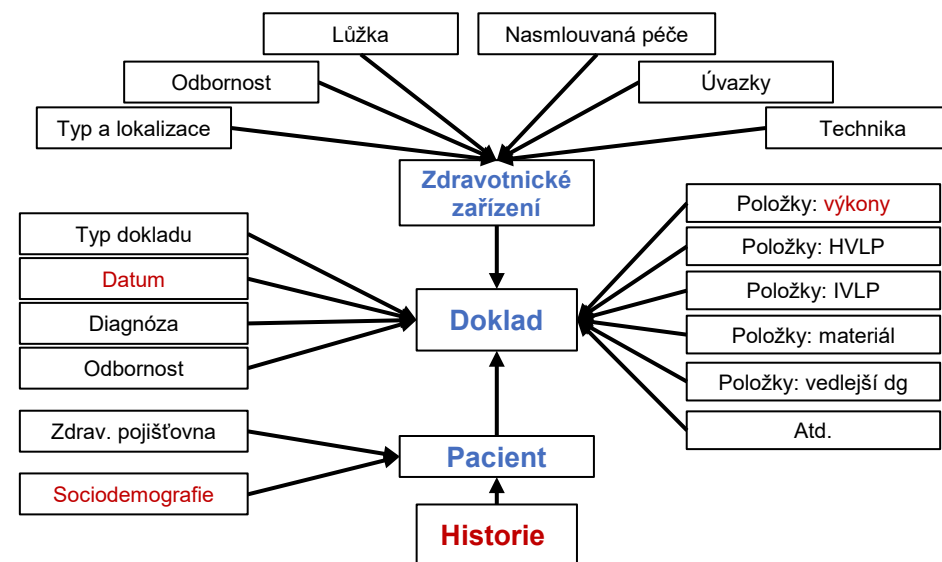 Lůžka
Nasmlouvaná péče
Odbornost
Úvazky
Typ a lokalizace
Technika
Zdravotnické
zařízení
Typ dokladu
Datum
Diagnóza
Odbornost
Doklad
Položky: výkony
Položky: HVLP
Položky: IVLP
Položky: materiál
Položky: vedlejší dg
Atd.
Zdrav. pojišťovna
Sociodemografie
Pacient
Historie